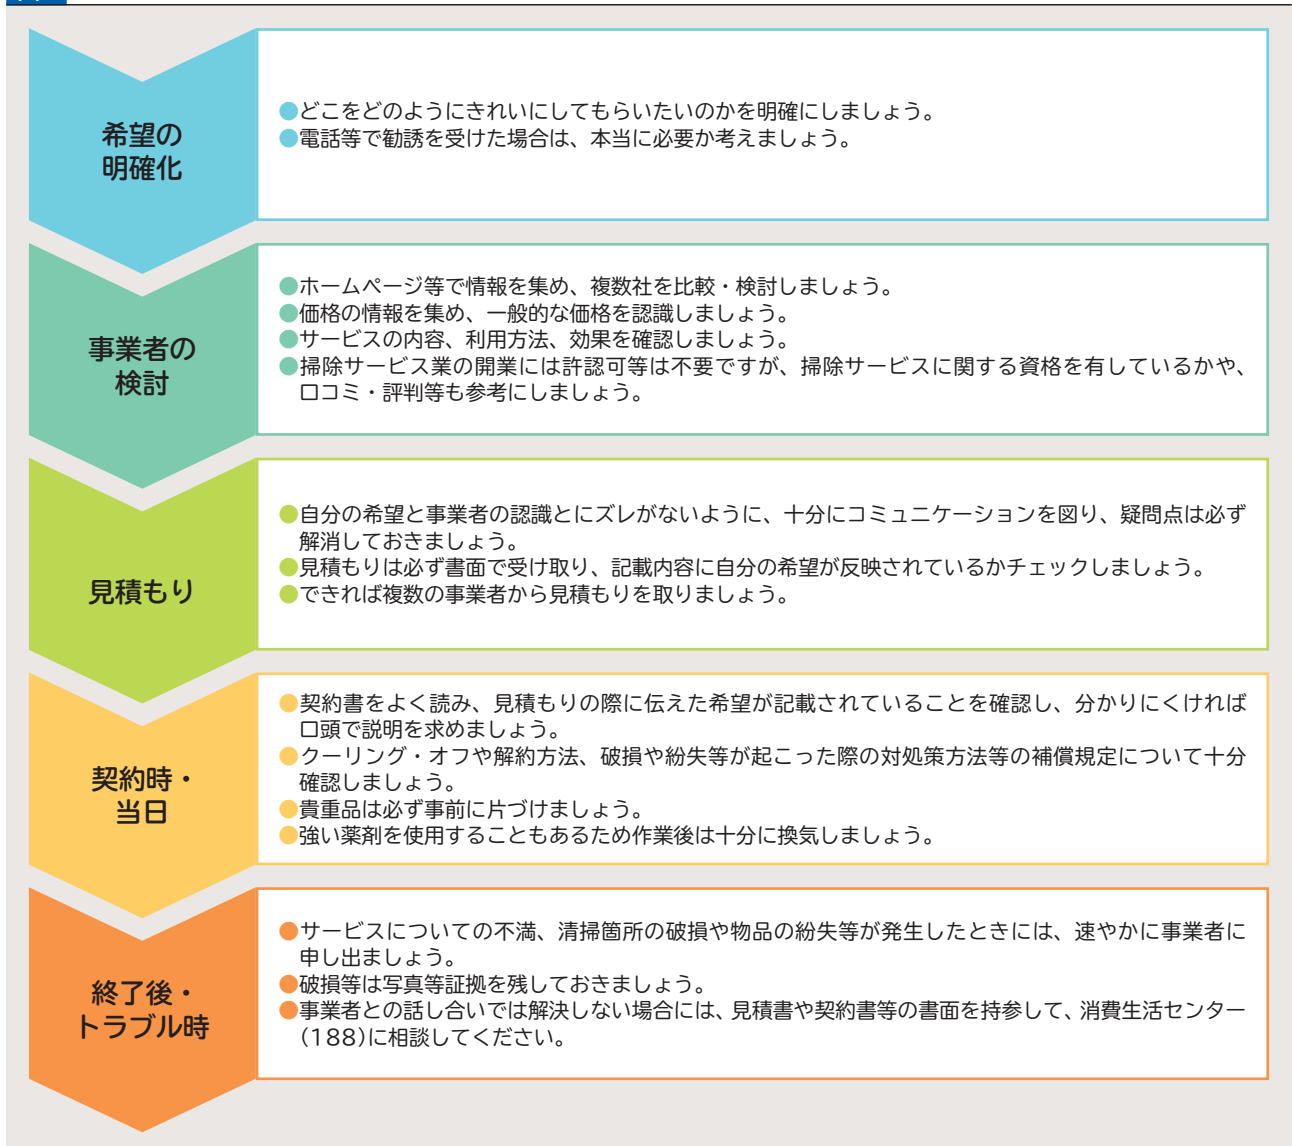 希望の
明確化
●どこをどのようにきれいにしてもらいたいのかを明確にしましょう。
●電話等で勧誘を受けた場合は、本当に必要か考えましょう。
事業者の
検討
●ホームページ等で情報を集め、複数社を比較・検討しましょう。
●価格の情報を集め、一般的な価格を認識しましょう。
●サービスの内容、利用方法、効果を確認しましょう。
●掃除サービス業の開業には許認可等は不要ですが、掃除サービスに関する資格を有しているかや、
口コミ・評判等も参考にしましょう。
見積もり
●自分の希望と事業者の認識とにズレがないように、十分にコミュニケーションを図り、疑問点は必ず
解消しておきましょう。
●見積もりは必ず書面で受け取り、記載内容に自分の希望が反映されているかチェックしましょう。
●できれば複数の事業者から見積もりを取りましょう。
契約時・
当日
●契約書をよく読み、見積もりの際に伝えた希望が記載されていることを確認し、分かりにくければ
口頭で説明を求めましょう。
●クーリング・オフや解約方法、破損や紛失等が起こった際の対処策方法等の補償規定について十分
確認しましょう。
●貴重品は必ず事前に片づけましょう。
●強い薬剤を使用することもあるため作業後は十分に換気しましょう。
終了後・
トラブル時
●サービスについての不満、清掃箇所の破損や物品の紛失等が発生したときには、速やかに事業者に
申し出ましょう。
●破損等は写真等証拠を残しておきましょう。
●事業者との話し合いでは解決しない場合には、見積書や契約書等の書面を持参して、消費生活センター
(188)に相談してください。